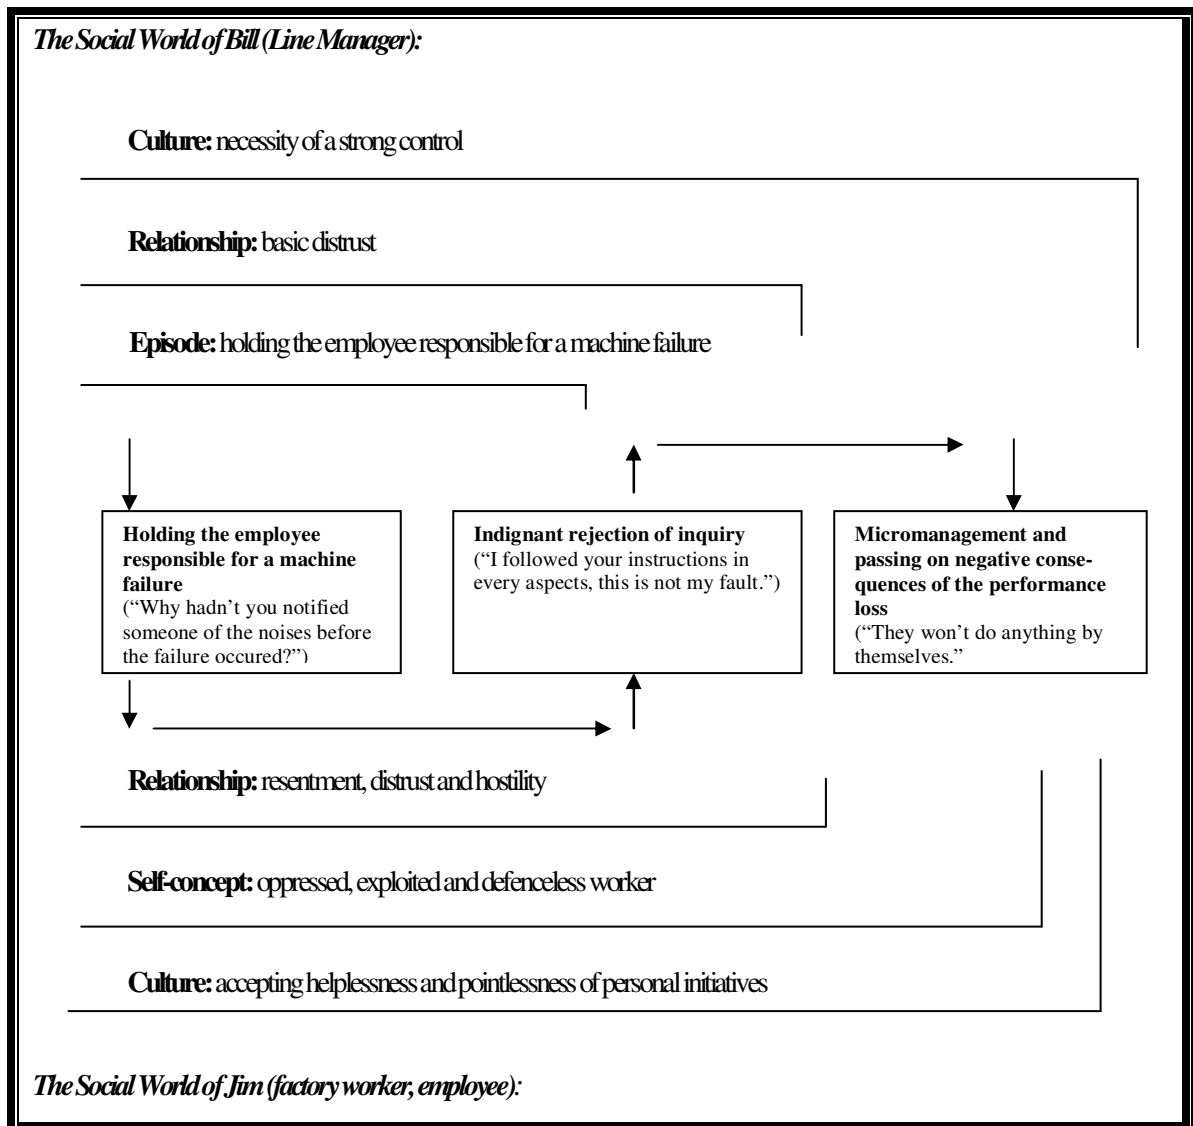 The Social World of Bill (Line Manager):
Culture: necessity of a strong control
Relationship: basic distrust
Episode: holding the employee responsible for a machine failure
Holding the employee
responsible for a machine
failure
(“Why hadn’t you notified
someone of the noises before
the failure occured?”)
Indignant rejection of inquiry
(“I followed your instructions in
every aspects, this is not my fault.”)
Micromanagement and
passing on negative conse-
quences of the performance
loss
(“They won’t do anything by
themselves.”
Relationship: resentment, distrust and hostility
Self-concept: oppressed, exploited and defenceless worker
Culture: accepting helplessness and pointlessness of personal initiatives
The Social World of Jim (factory worker, employee):